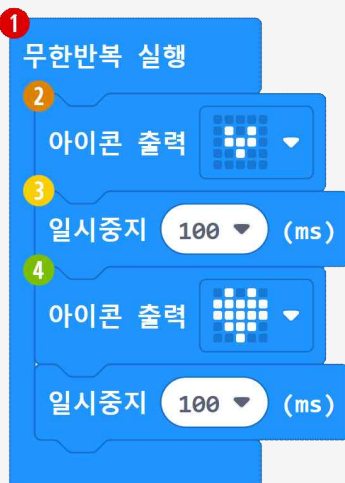 1
무한반복 실행
2
아이콘 출력
3
일시중지 100 (ms)
4
아이콘 출력
일시중지 100 (ms)